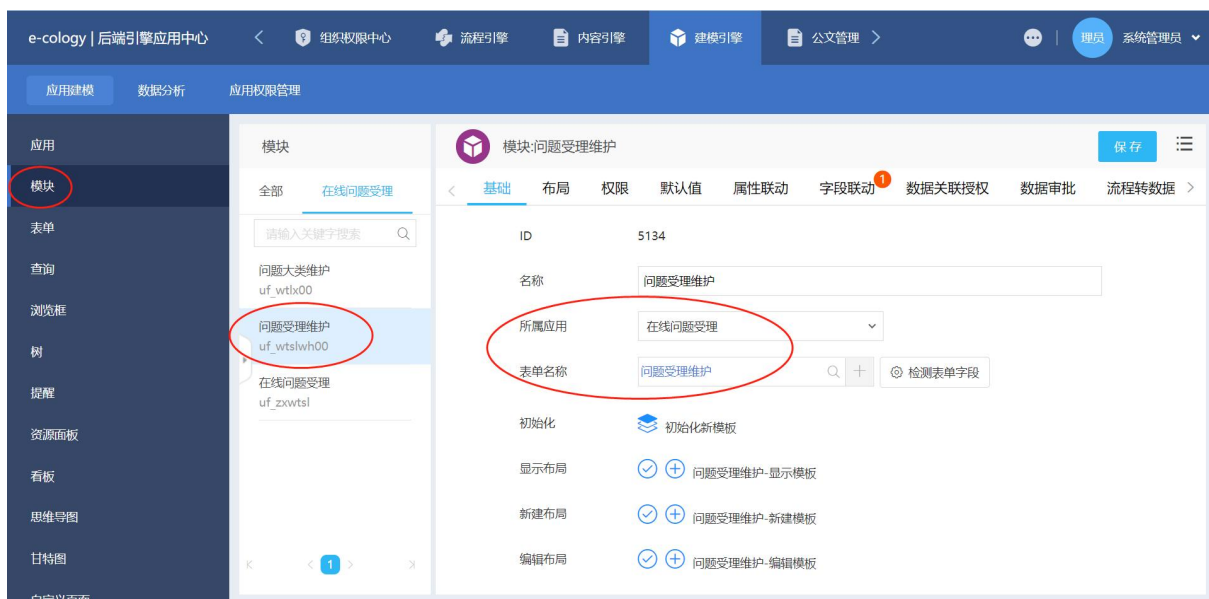 e-cology | 后端引擎应用中心 组织权限中心 流程引擎 内容引擎 建模引擎 公文管理 理员 系统管理员
应用建模 数据分析 应用权限管理
应用
模块
表单
查询
浏览框
树
提醒
资源面板
看板
思维导图
甘特图
自定义页面
模块
全部 在线问题受理
请输入关键字搜索
问题大类维护
uf_wtlx00
问题受理维护
uf_wtslwh00
在线问题受理
uf_zxwtsl
1
模块:问题受理维护 保存
基础 布局 权限 默认值 属性联动 字段联动 1 数据关联授权 数据审批 流程转数据
ID 5134
名称 问题受理维护
所属应用 在线问题受理
表单名称 问题受理维护 检测表单字段
初始化 初始化新模板
显示布局 问题受理维护-显示模板
新建布局 问题受理维护-新建模板
编辑布局 问题受理维护-编辑模板